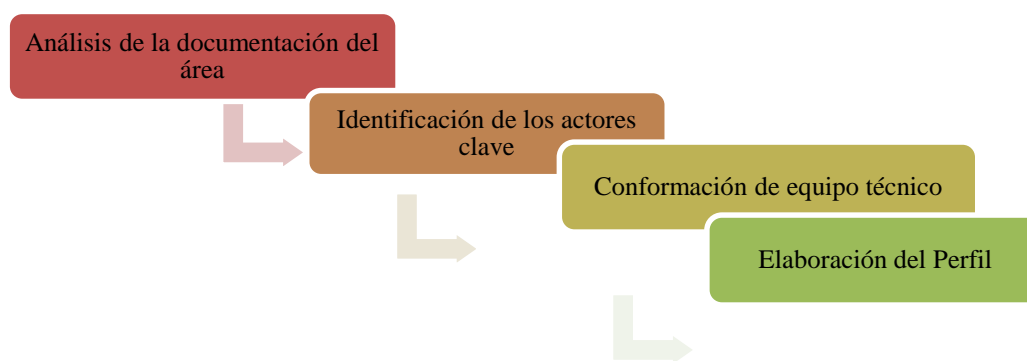 Análisis de la documentación del
área
Identificación de los actores
clave
Conformación de equipo técnico
Elaboración del Perfil